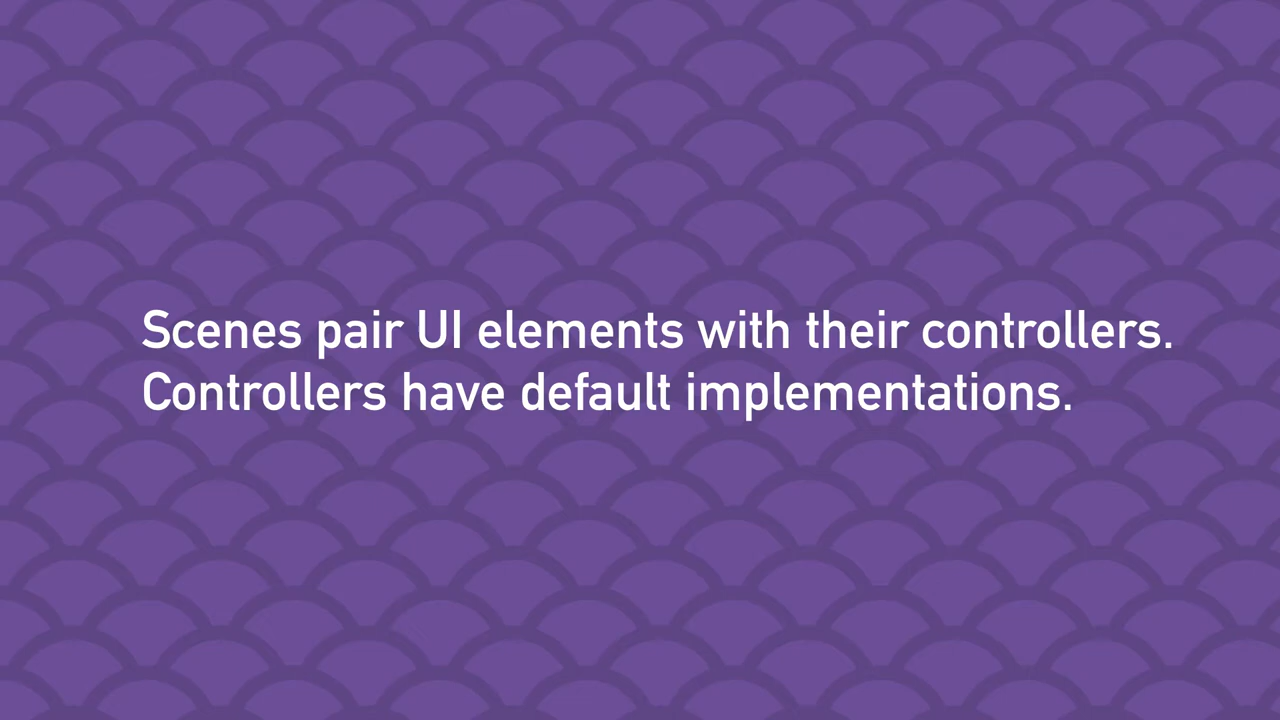 Scenes pair UI elements with their controllers.
Controllers have default implementations.